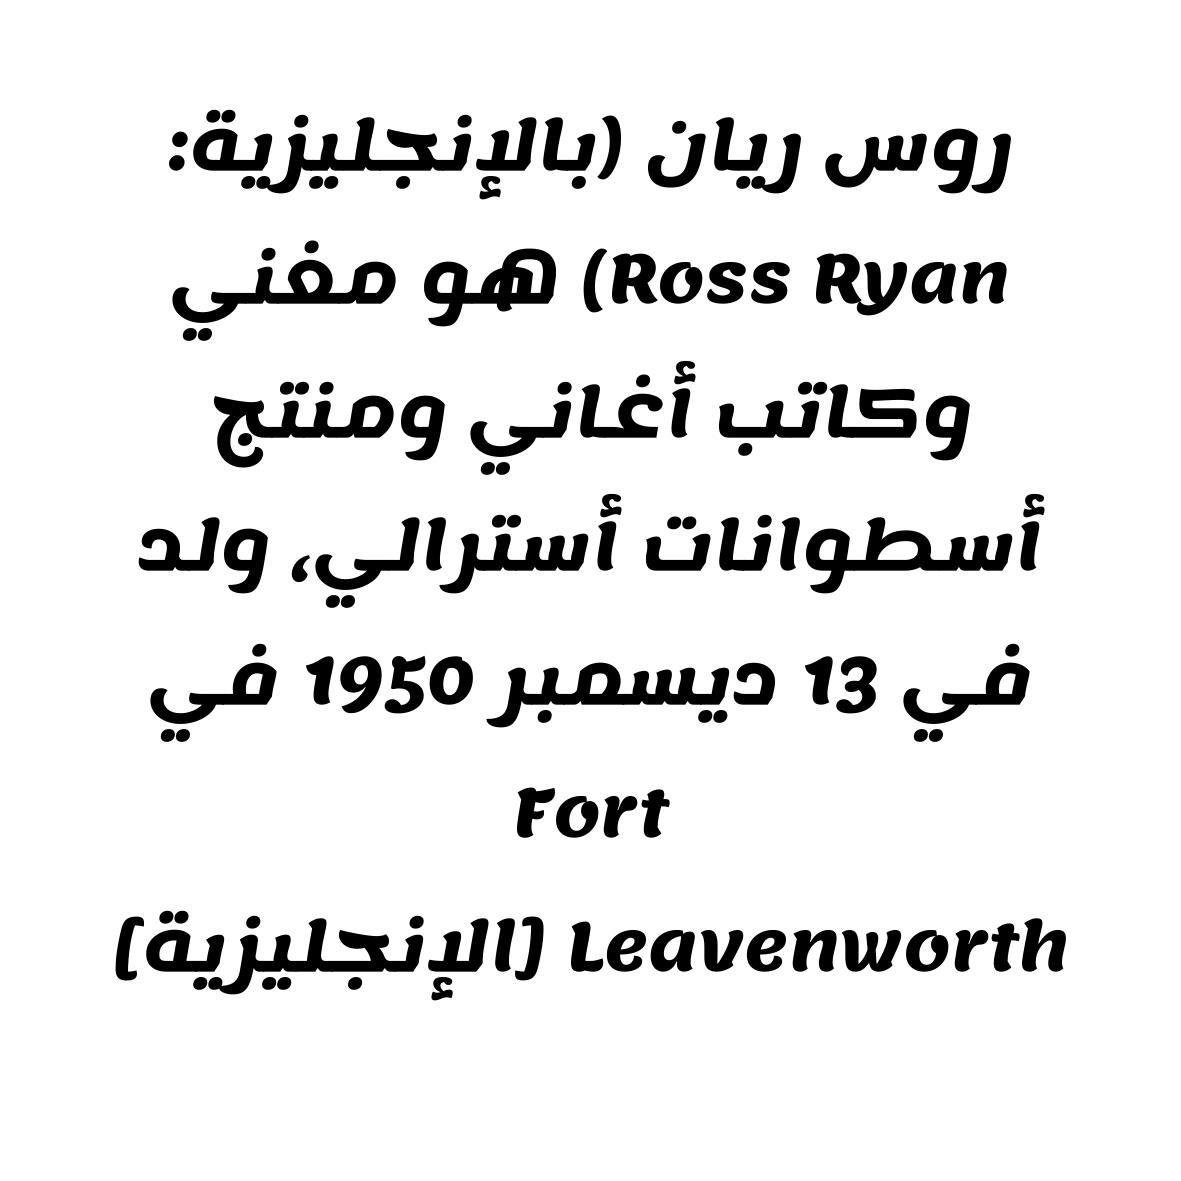 روس ريان (بالإنجليزية:
Ross Ryan) هو مغني
وكاتب أغاني ومنتج
أسطوانات أسترالي، ولد
في 13 ديسمبر 1950 في
Fort
Leavenworth [الإنجليزية]